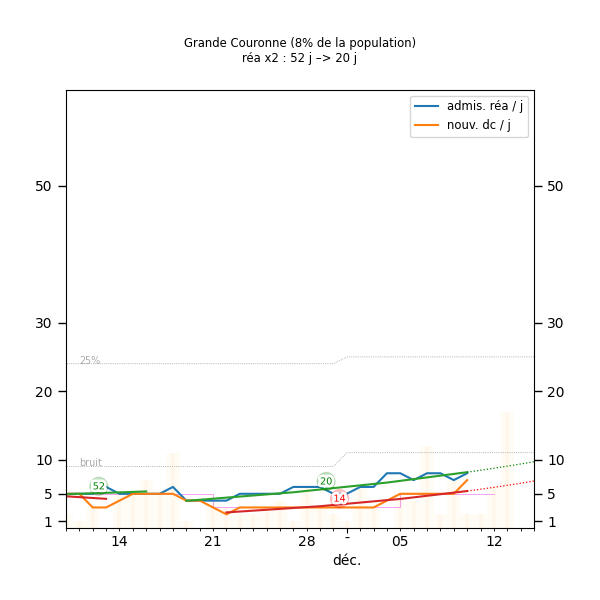 Grande Couronne (8% de la population)
réa x2 : 52 j –> 20 j
admis. réa / j
nouv. dc / j
50 50
30 30
25%
20 20
10 10
bruit
52 20
5 5
14
1 1
14 21 28 - 05 12
déc.